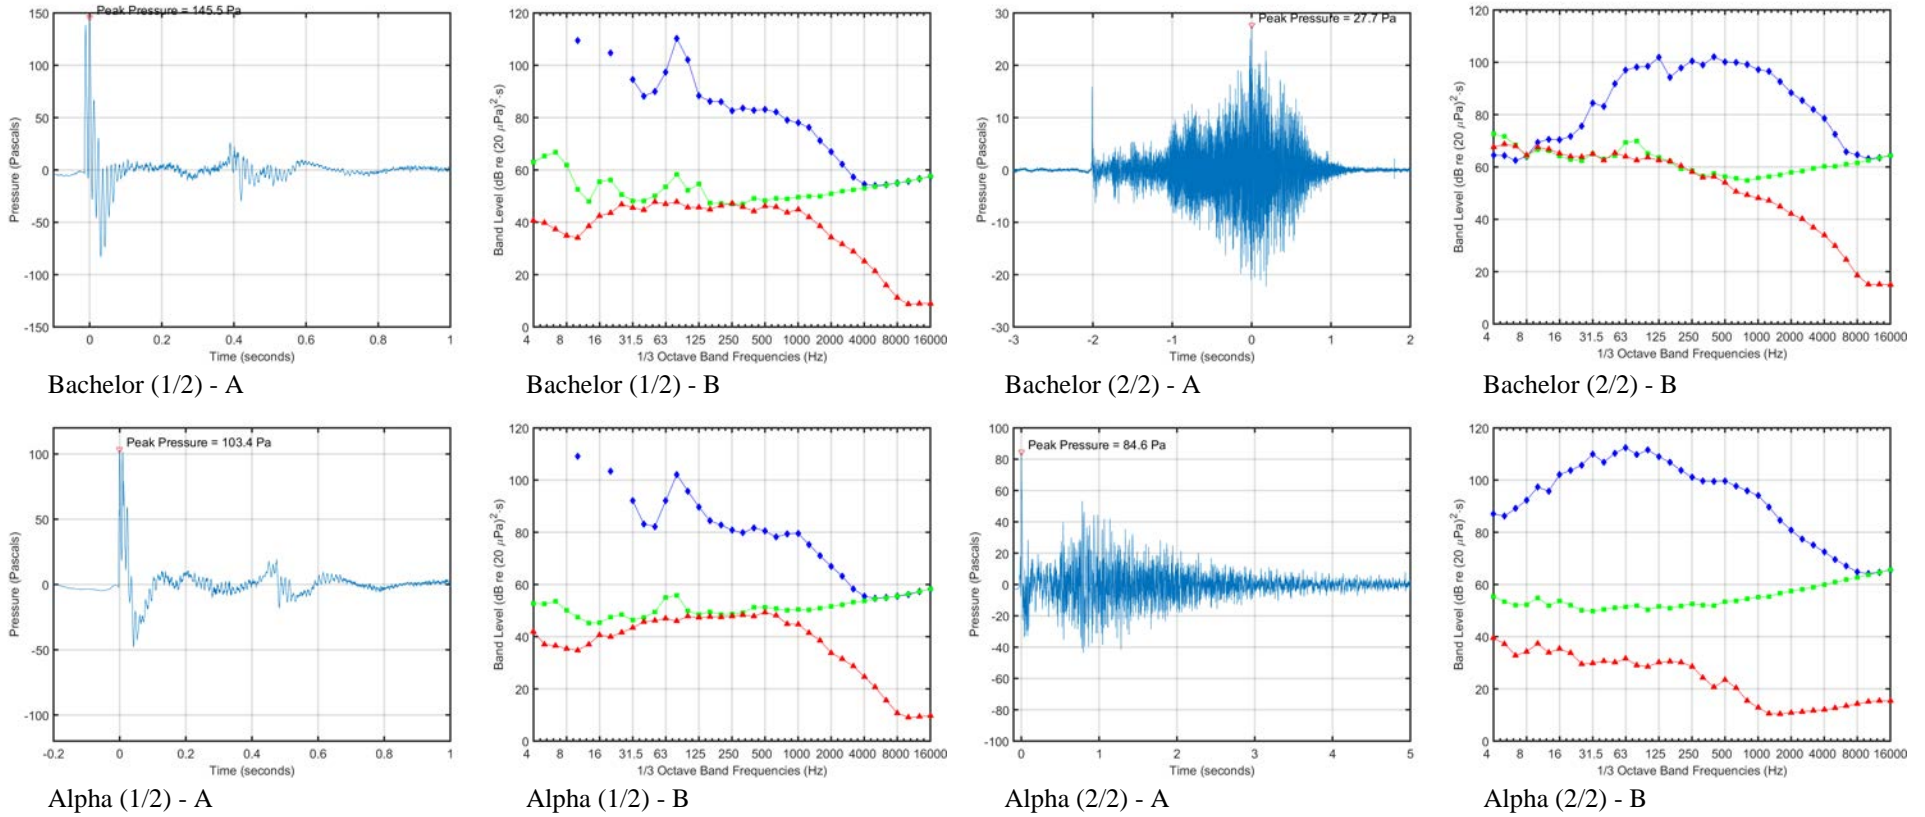 Peak Pressure = 145.5 Pa
150
100
50
0
-50
-100
-150
Pressure (Pascals)
0 0.2 0.4 0.6 0.8 1
Time (seconds)
Bachelor (1/2) - A
120
100
80
60
40
20
0
Band Level (dB re (20 μPa)²·s)
4 8 16 31.5 63 125 250 500 1000 2000 4000 8000 16000
1/3 Octave Band Frequencies (Hz)
Bachelor (1/2) - B
Peak Pressure = 27.7 Pa
30
20
10
0
-10
-20
-30
Pressure (Pascals)
-3 -2 -1 0 1 2
Time (seconds)
Bachelor (2/2) - A
120
100
80
60
40
20
0
Band Level (dB re (20 μPa)²·s)
4 8 16 31.5 63 125 250 500 1000 2000 4000 8000 16000
1/3 Octave Band Frequencies (Hz)
Bachelor (2/2) - B
Peak Pressure = 103.4 Pa
100
50
0
-50
-100
Pressure (Pascals)
-0.2 0 0.2 0.4 0.6 0.8 1
Time (seconds)
Alpha (1/2) - A
120
100
80
60
40
20
0
Band Level (dB re (20 μPa)²·s)
4 8 16 31.5 63 125 250 500 1000 2000 4000 8000 16000
1/3 Octave Band Frequencies (Hz)
Alpha (1/2) - B
Peak Pressure = 84.6 Pa
100
80
60
40
20
0
-20
-40
-60
-80
-100
Pressure (Pascals)
0 1 2 3 4 5
Time (seconds)
Alpha (2/2) - A
120
100
80
60
40
20
0
Band Level (dB re (20 μPa)²·s)
4 8 16 31.5 63 125 250 500 1000 2000 4000 8000 16000
1/3 Octave Band Frequencies (Hz)
Alpha (2/2) - B